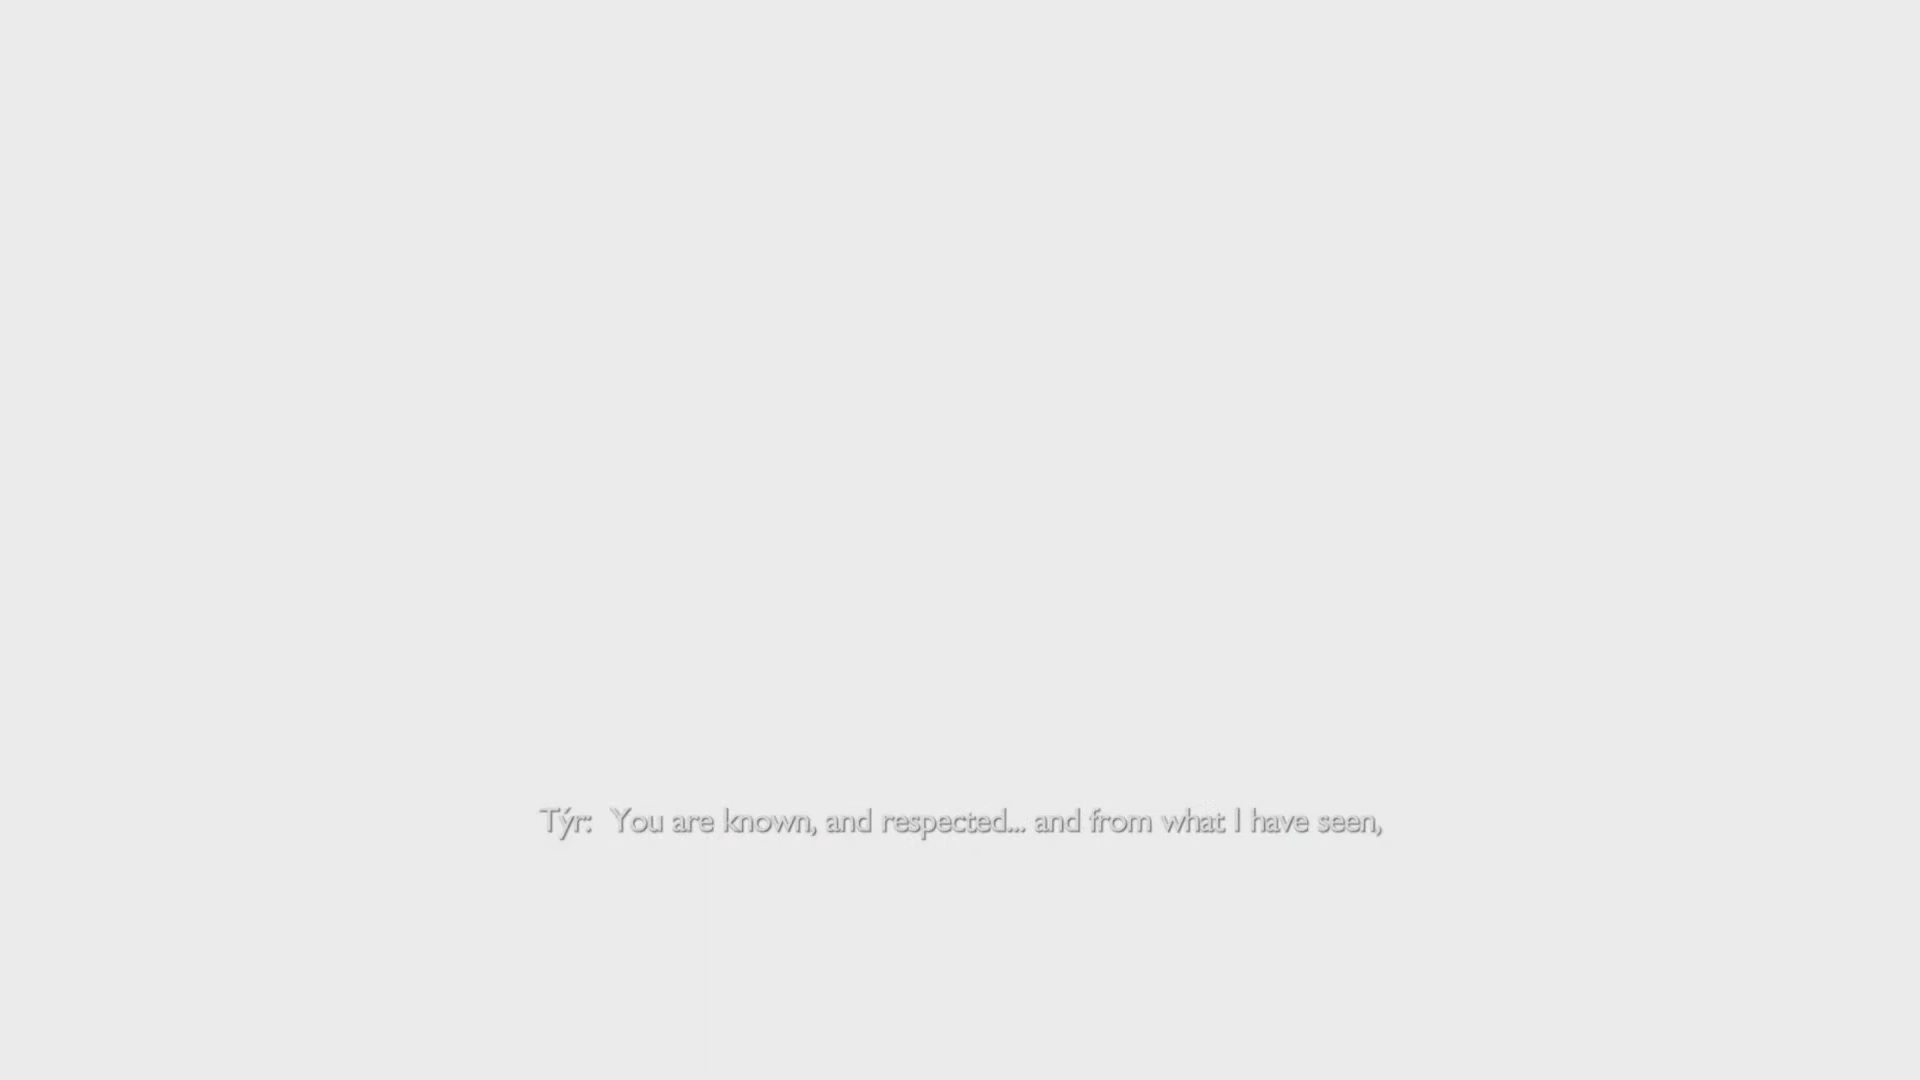 Týr: You are known, and respected... and from what I have seen,